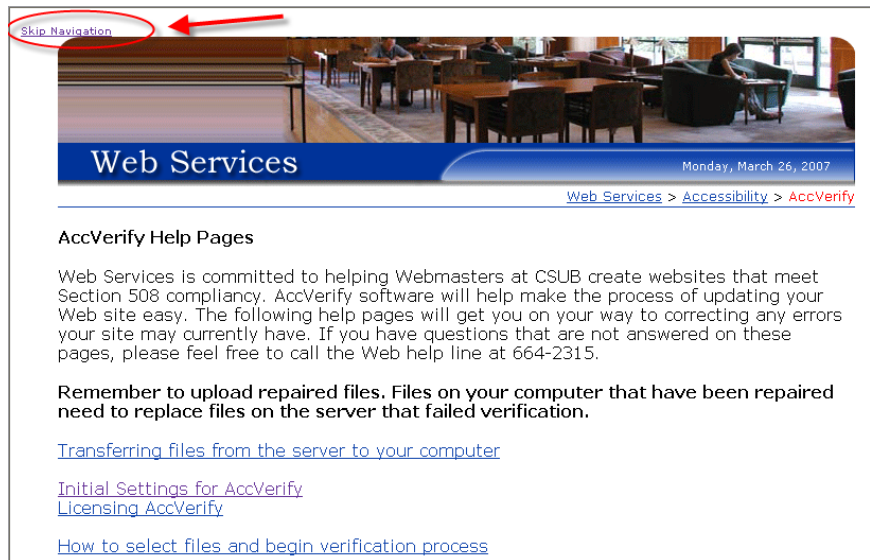 Skip Navigation
Web Services
Monday, March 26, 2007
Web Services > Accessibility > AccVerify
AccVerify Help Pages
Web Services is committed to helping Webmasters at CSUB create websites that meet
Section 508 compliancy. AccVerify software will help make the process of updating your
Web site easy. The following help pages will get you on your way to correcting any errors
your site may currently have. If you have questions that are not answered on these
pages, please feel free to call the Web help line at 664-2315.
Remember to upload repaired files. Files on your computer that have been repaired
need to replace files on the server that failed verification.
Transferring files from the server to your computer
Initial Settings for AccVerify
Licensing AccVerify
How to select files and begin verification process